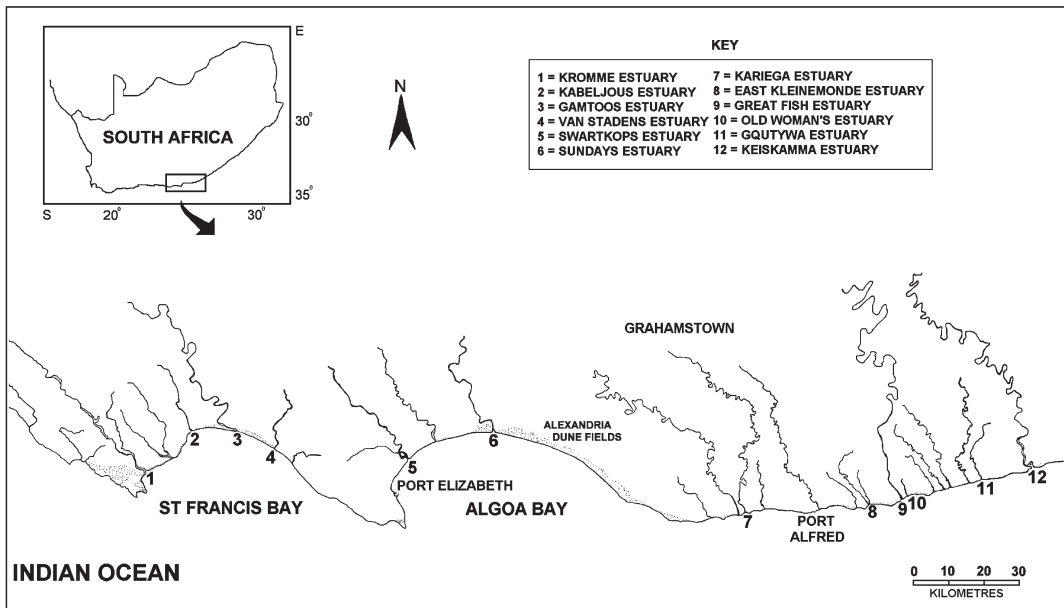 E
30°
35°
S 20° 30°
SOUTH AFRICA
N
KEY
1 = KROMME ESTUARY
2 = KABELJOUS ESTUARY
3 = GAMTOOS ESTUARY
4 = VAN STADENS ESTUARY
5 = SWARTKOPS ESTUARY
6 = SUNDAYS ESTUARY
7 = KARIEGA ESTUARY
8 = EAST KLEINEMONDE ESTUARY
9 = GREAT FISH ESTUARY
10 = OLD WOMAN'S ESTUARY
11 = GQUTYWA ESTUARY
12 = KEISKAMMA ESTUARY
GRAHAMSTOWN
ALEXANDRIA
DUNE FIELDS
1
2
3
4
5
6
7
8
9
10
11
12
PORT ELIZABETH
ST FRANCIS BAY
ALGOA BAY
PORT
ALFRED
INDIAN OCEAN
0 10 20 30
KILOMETRES